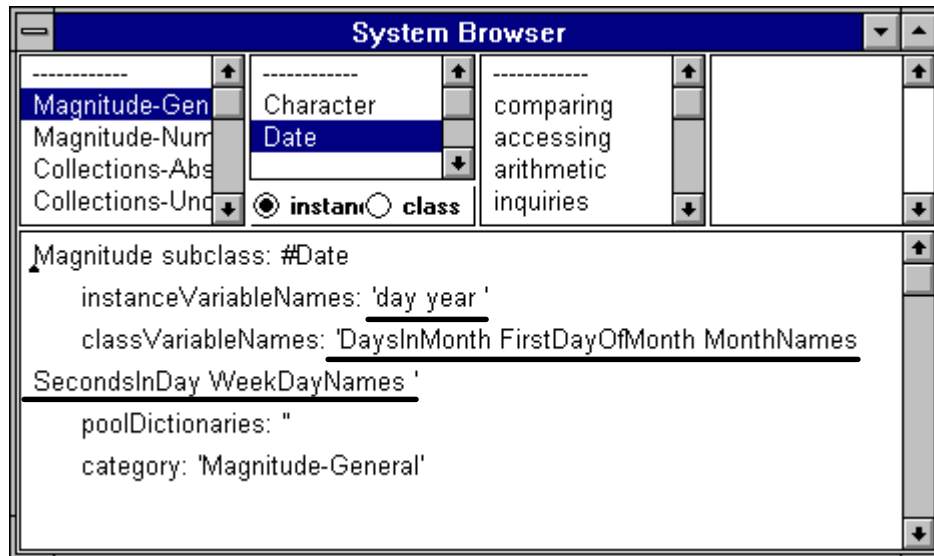 System Browser
------------
Magnitude-Gen
Magnitude-Num
Collections-Abs
Collections-Unc
------------
Character
Date
instanc
class
------------
comparing
accessing
arithmetic
inquiries
Magnitude subclass: #Date
instanceVariableNames: 'day year '
classVariableNames: 'DaysInMonth FirstDayOfMonth MonthNames
SecondsInDay WeekDayNames '
poolDictionaries: ''
category: 'Magnitude-General'